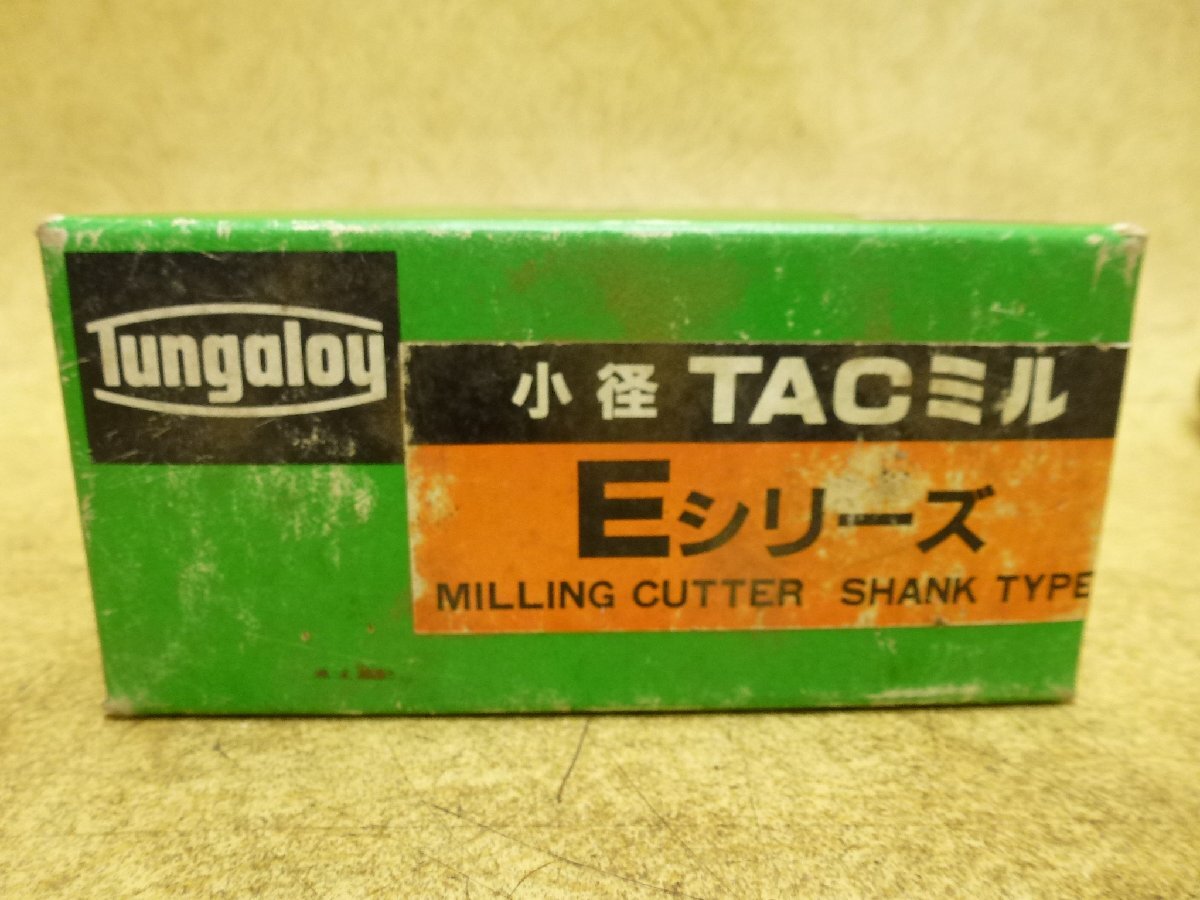 Tungaloy
小径 TACミル
Eシリーズ
MILLING CUTTER SHANK TYPE